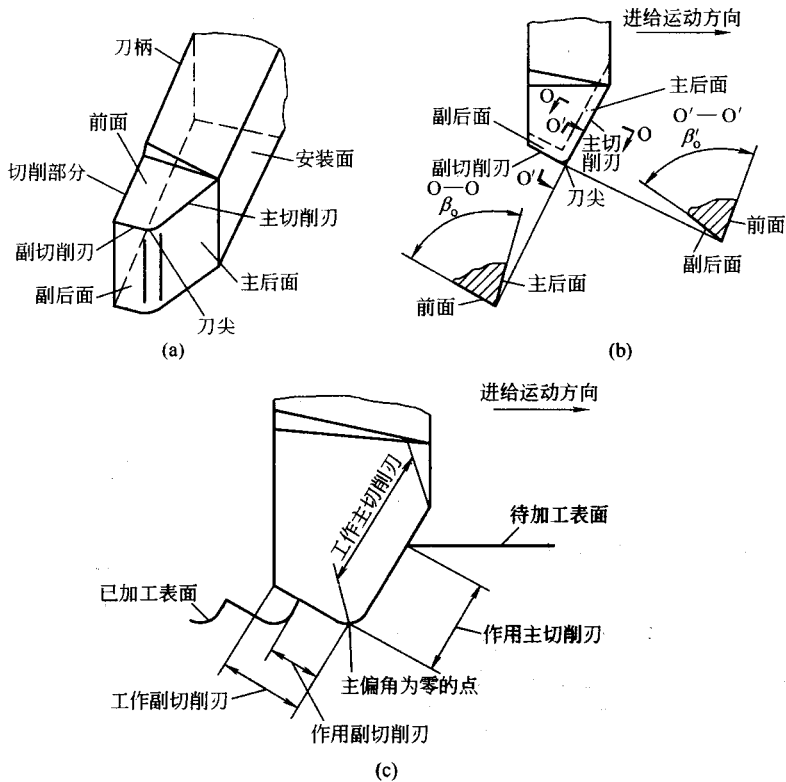 刀柄
前面
切削部分
安装面
主切削刃
副切削刃
副后面
主后面
刀尖
(a)
进给运动方向
主后面
O
O′
O
O′—O′
β′o
副后面
主切
削刃
副切削刃
O′
刀尖
O—O
βo
前面
副后面
主后面
前面
(b)
进给运动方向
工作主切削刃
待加工表面
已加工表面
作用主切削刃
主偏角为零的点
工作副切削刃
作用副切削刃
(c)